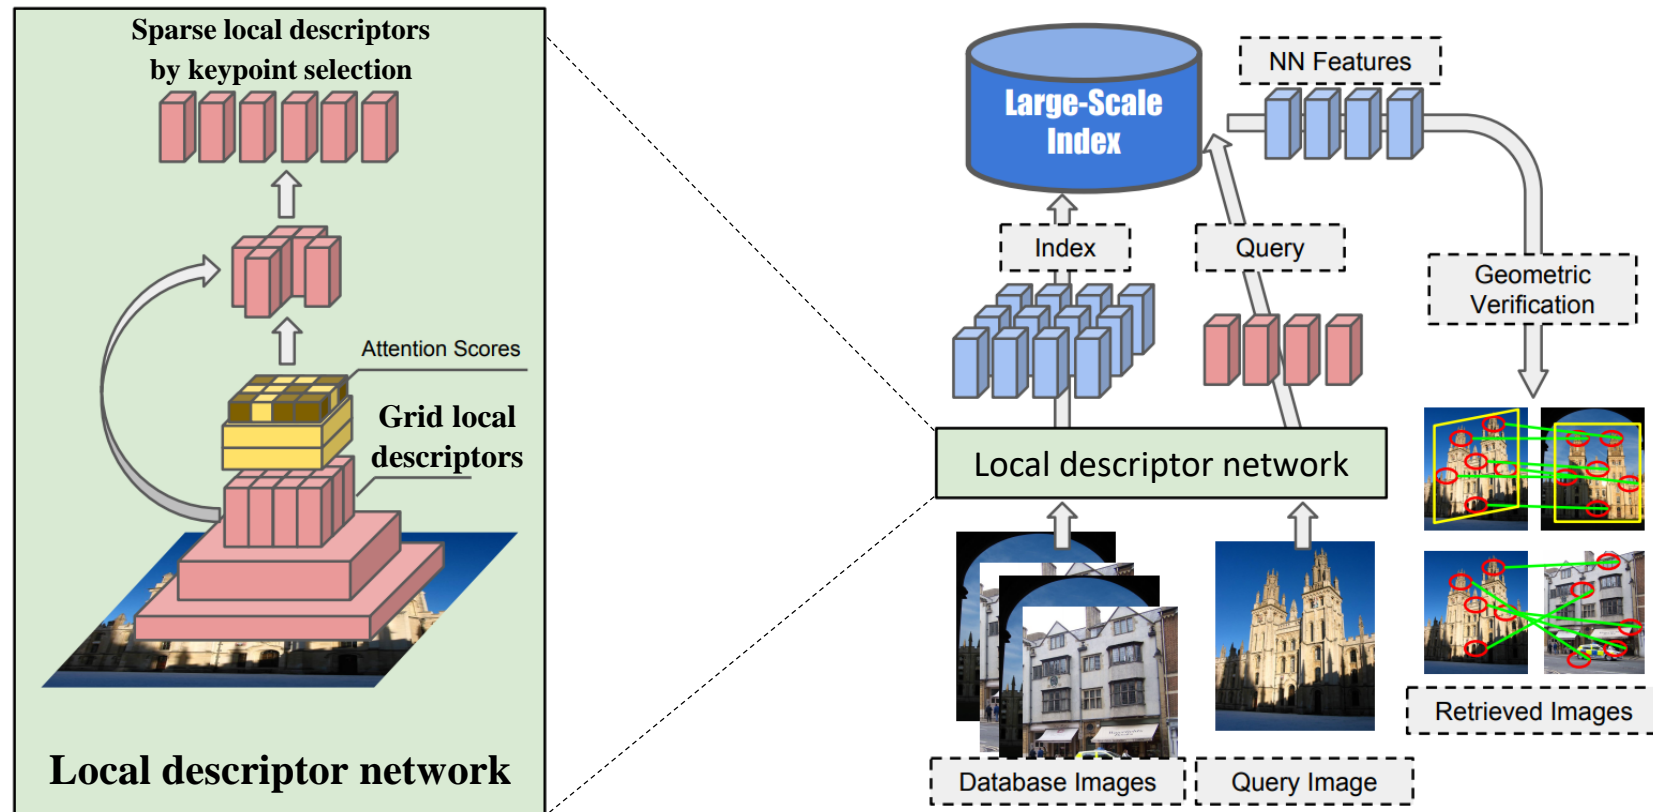 Sparse local descriptors
by keypoint selection
Attention Scores
Grid local
descriptors
Local descriptor network
NN Features
Large-Scale
Index
Index
Query
Geometric
Verification
Local descriptor network
Retrieved Images
Database Images
Query Image